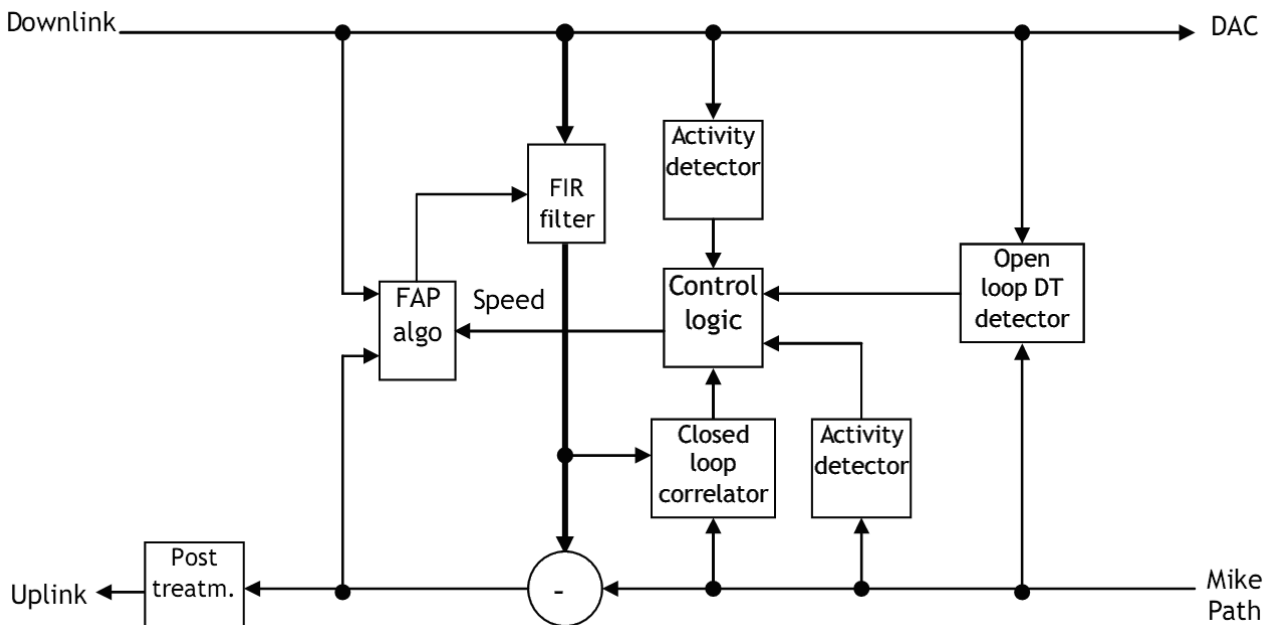 Downlink
DAC
Activity
detector
FIR
filter
Open
loop DT
detector
FAP
algo
Speed
Control
logic
Closed
loop
correlator
Activity
detector
Post
treatm.
Uplink
-
Mike
Path